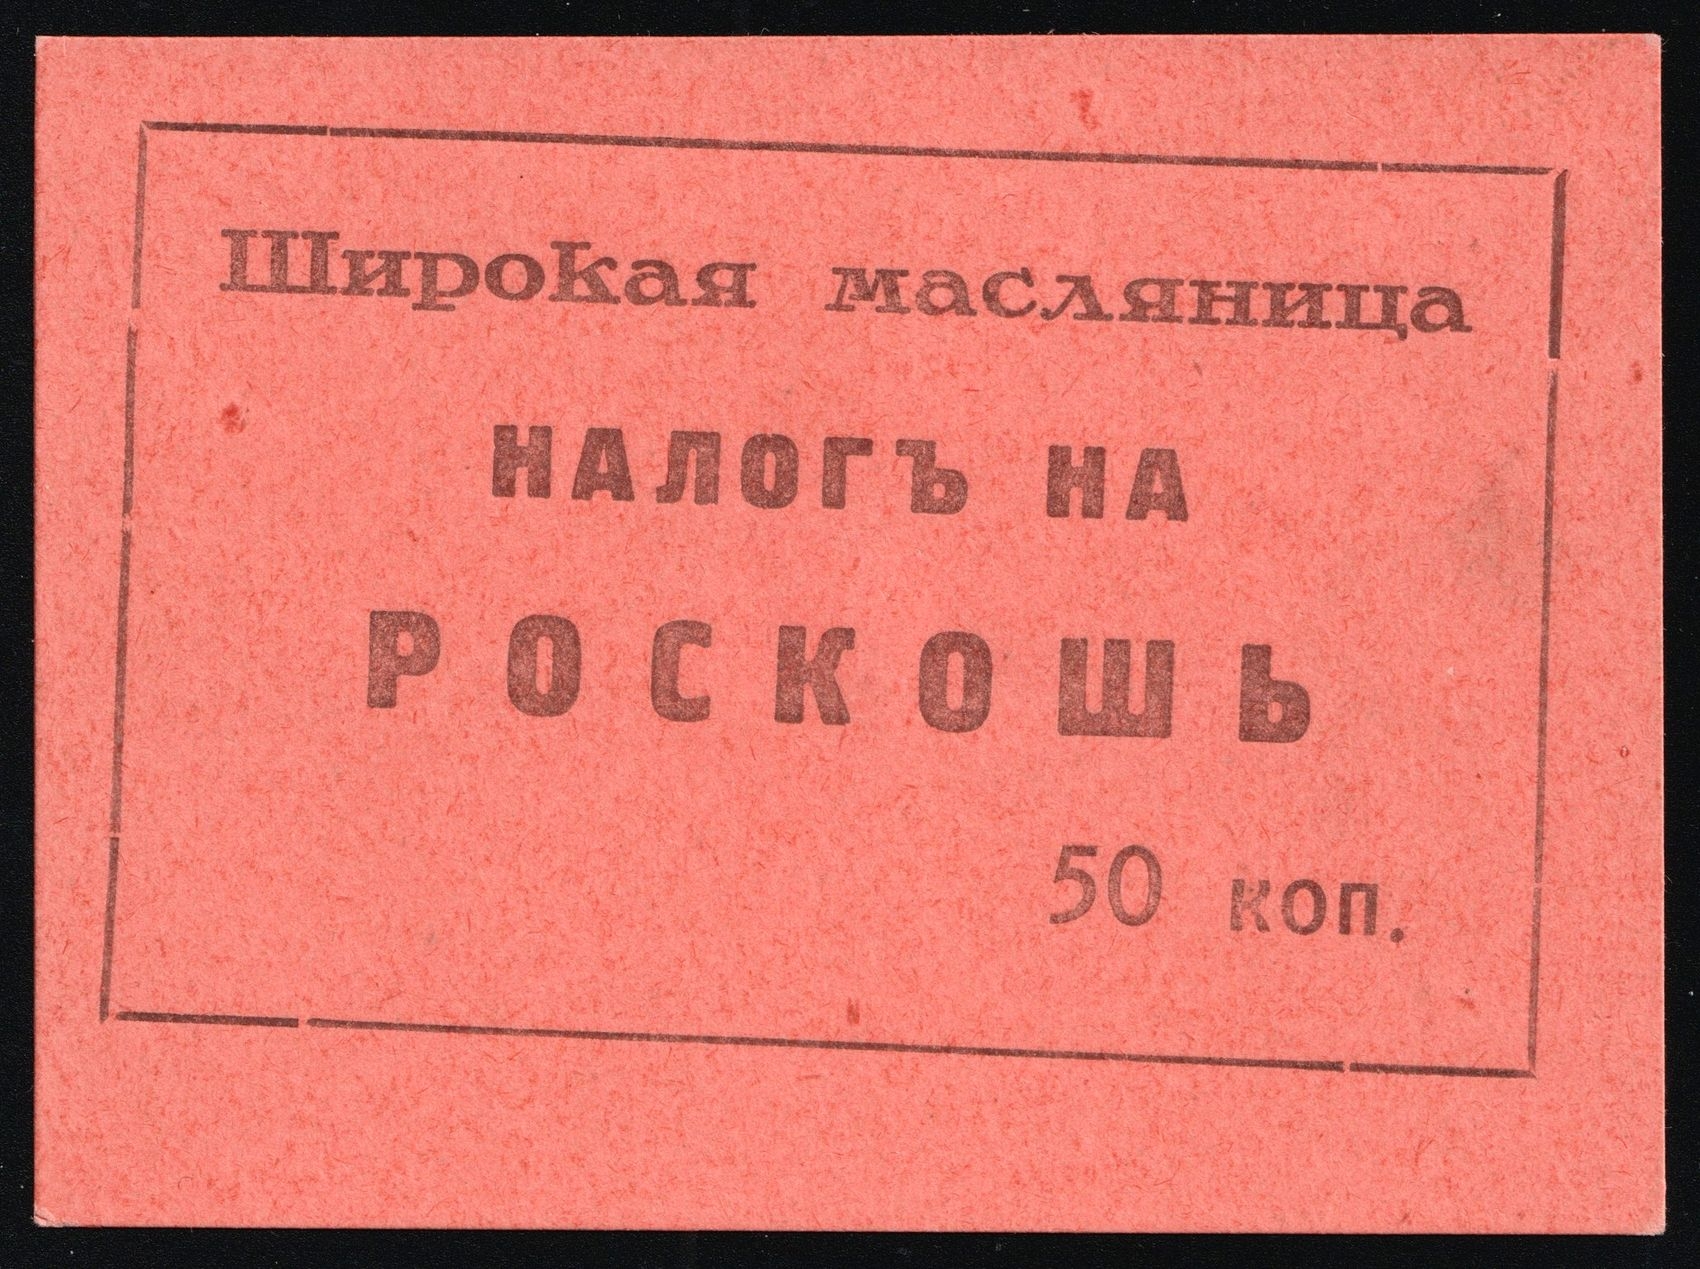 Широкая масляница
НАЛОГЪ НА
РОСКОШЬ
50 коп.